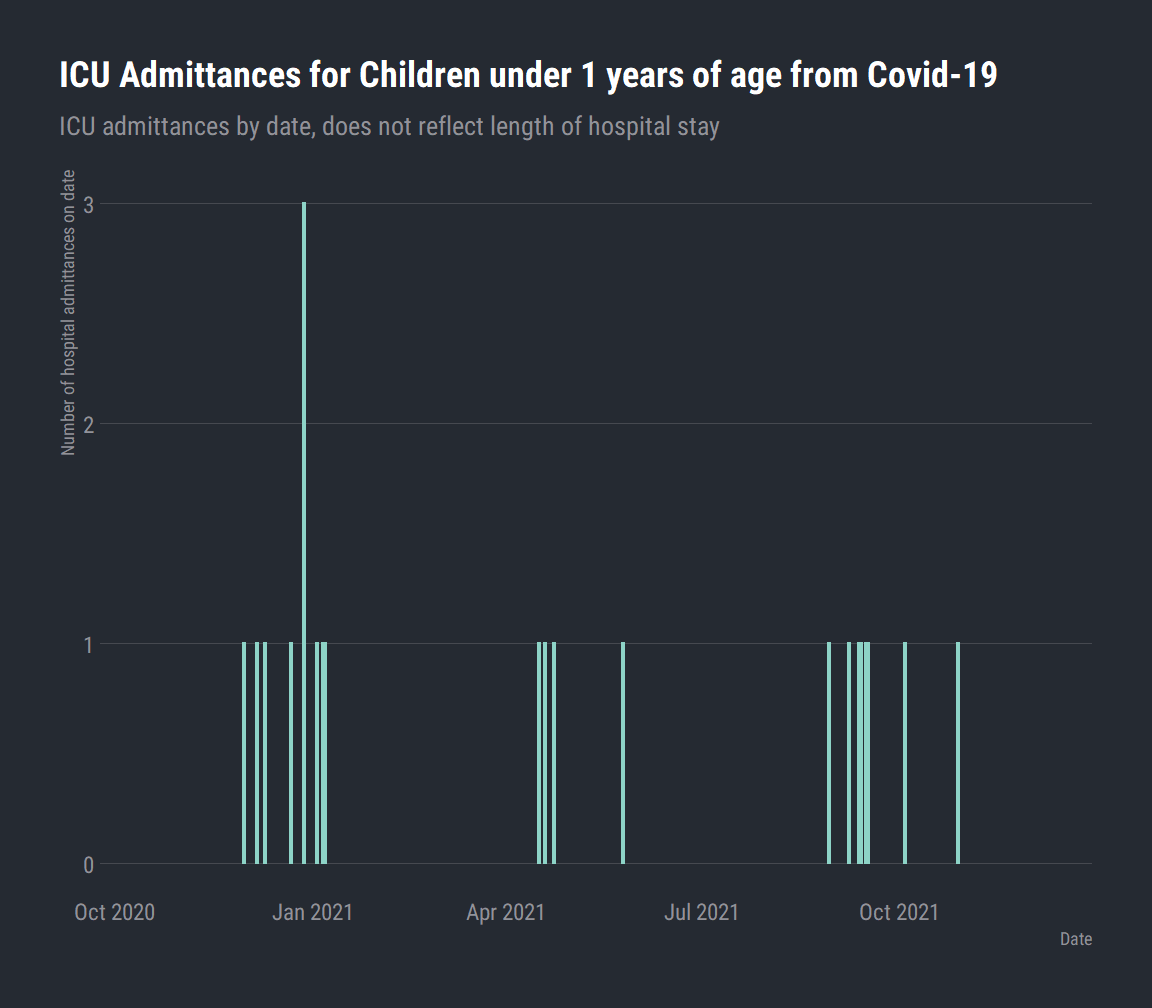 ICU Admittances for Children under 1 years of age from Covid-19
ICU admittances by date, does not reflect length of hospital stay
Number of hospital admittances on date
3
2
1
0
Oct 2020
Jan 2021
Apr 2021
Jul 2021
Oct 2021
Date